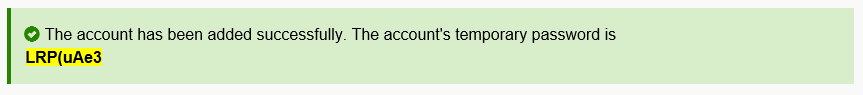 The account has been added successfully. The account's temporary password is
LRP(uAe3